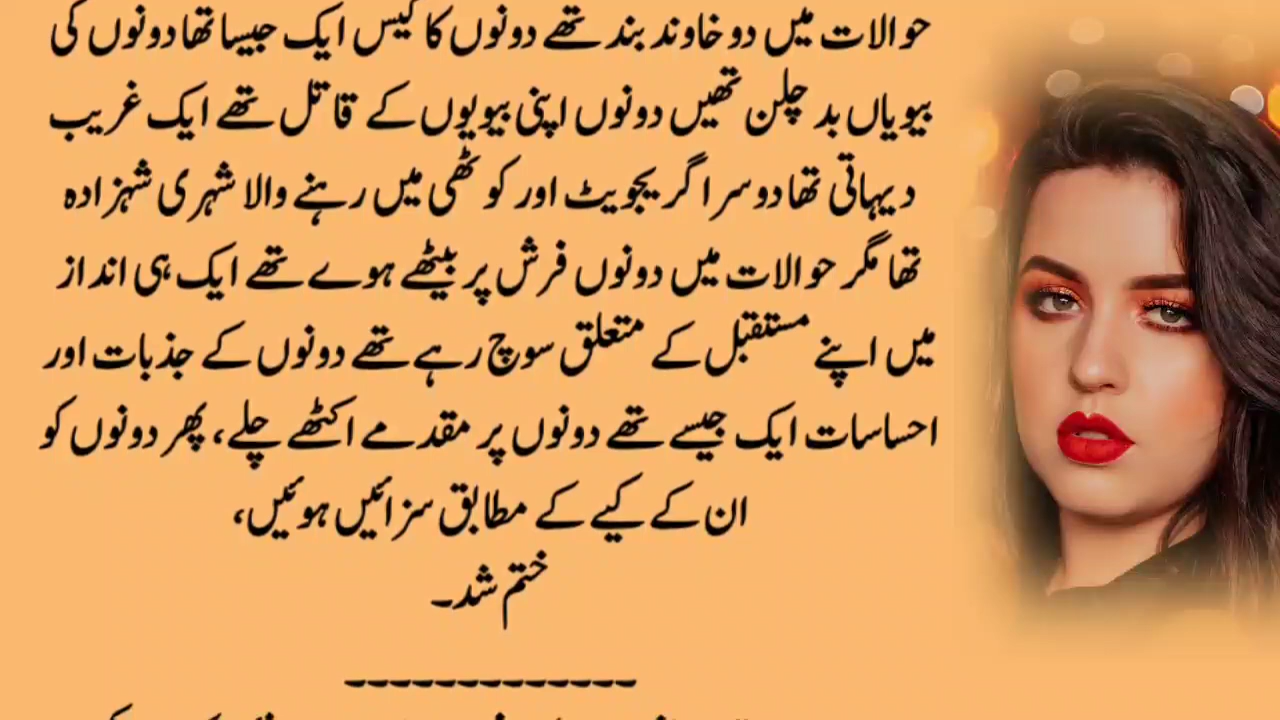 حوالات میں دو خاوند بند تھے دونوں کا کیس ایک جیسا تھا دونوں کی
بیویاں بد چلن تھیں دونوں اپنی بیویوں کے قاتل تھے ایک غریب
دیہاتی تھا دوسرا گریجویٹ اور کوٹھی میں رہنے والا شہری شہزادہ
تھا مگر حوالات میں دونوں فرش پر بیٹھے ہوے تھے ایک ہی انداز
میں اپنے مستقبل کے متعلق سوچ رہے تھے دونوں کے جذبات اور
احساسات ایک جیسے تھے دونوں پر مقدمے اکٹھے چلے، پھر دونوں کو
ان کے کیے کے مطابق سزائیں ہوئیں،
ختم شد۔
-------------